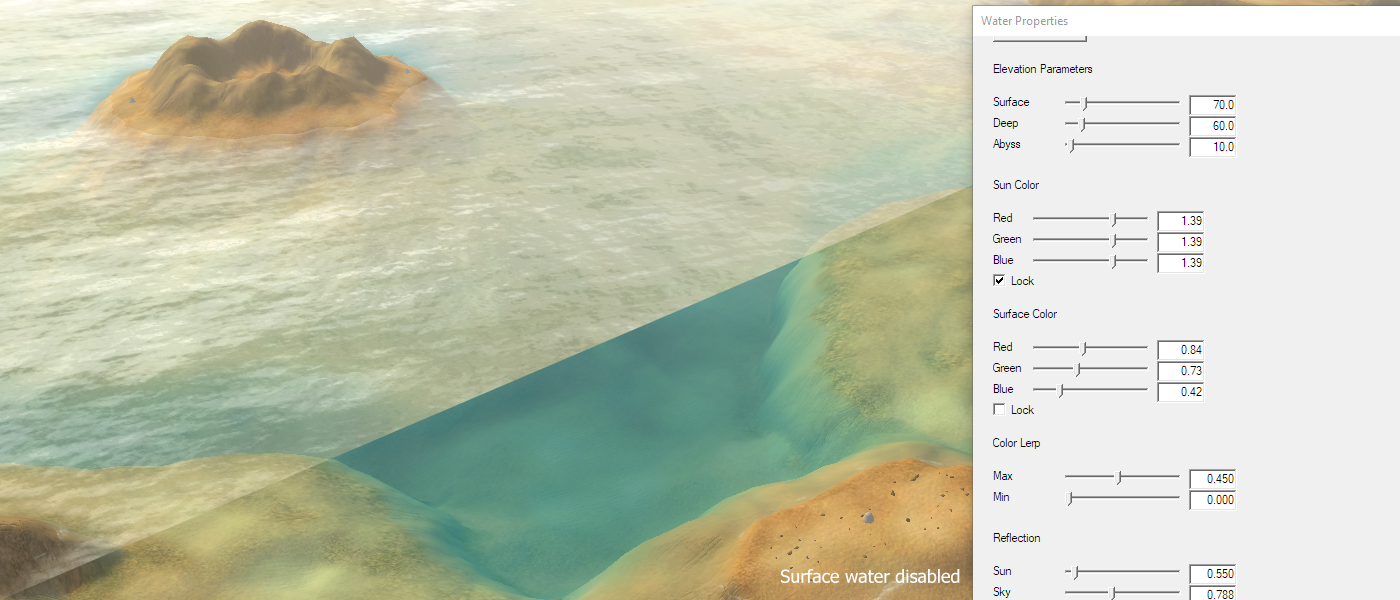 Water Properties
Elevation Parameters
Surface 70.0
Deep 60.0
Abyss 10.0
Sun Color
Red 1.39
Green 1.39
Blue 1.39
Lock
Surface Color
Red 0.84
Green 0.73
Blue 0.42
Lock
Color Lerp
Max 0.450
Min 0.000
Reflection
Sun 0.550
Sky 0.788
Surface water disabled